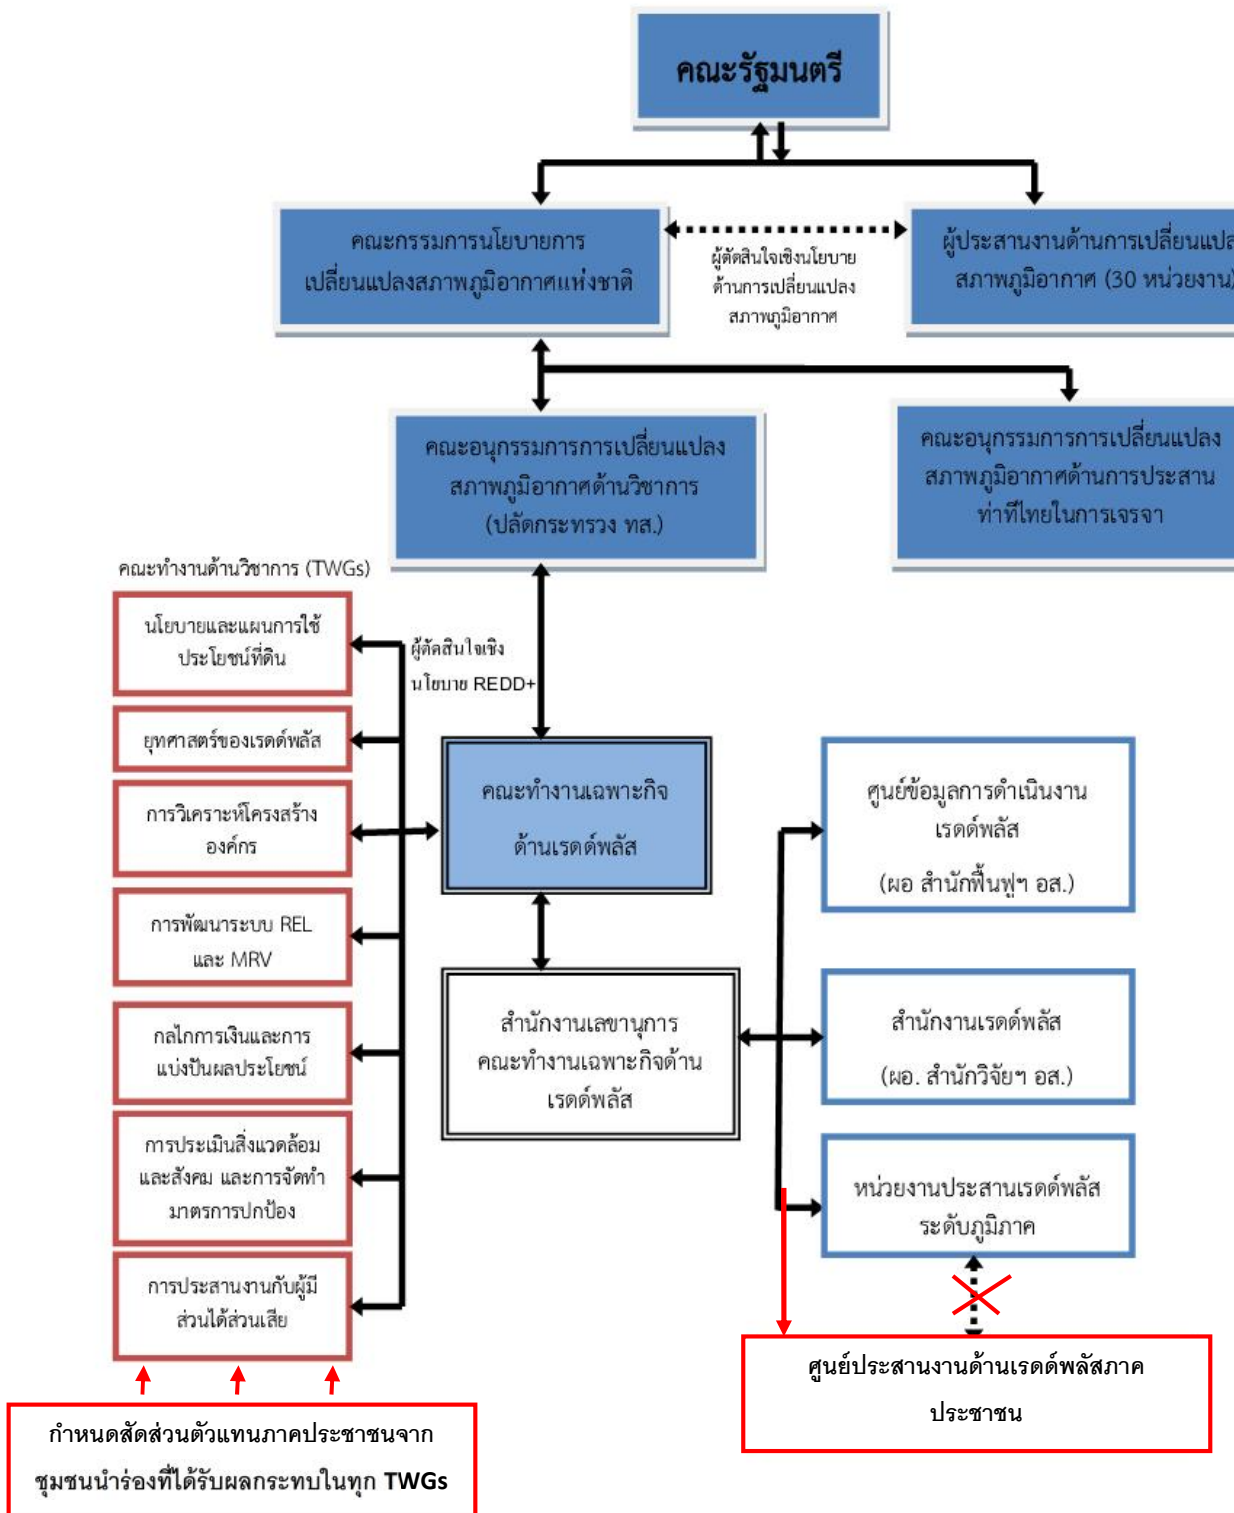 คณะรัฐมนตรี
คณะกรรมการนโยบายการ
เปลี่ยนแปลงสภาพภูมิอากาศแห่งชาติ
ผู้ตัดสินใจเชิงนโยบาย
ด้านการเปลี่ยนแปลง
สภาพภูมิอากาศ
ผู้ประสานงานด้านการเปลี่ยนแปล
สภาพภูมิอากาศ (30 หน่วยงาน)
คณะอนุกรรมการการเปลี่ยนแปลง
สภาพภูมิอากาศด้านวิชาการ
(ปลัดกระทรวง ทส.)
คณะอนุกรรมการการเปลี่ยนแปลง
สภาพภูมิอากาศด้านการประสาน
ท่าทีไทยในการเจรจา
คณะทำงานด้านวิชาการ (TWGs)
นโยบายและแผนการใช้
ประโยชน์ที่ดิน
ยุทศาสตร์ของเรดด์พลัส
การวิเคราะห์โครงสร้าง
องค์กร
การพัฒนาระบบ REL
และ MRV
กลไกการเงินและการ
แบ่งปันผลประโยชน์
การประเมินสิ่งแวดล้อม
และสังคม และการจัดทำ
มาตรการปกป้อง
การประสานงานกับผู้มี
ส่วนได้ส่วนเสีย
ผู้ตัดสินใจเชิง
นโยบาย REDD+
คณะทำงานเฉพาะกิจ
ด้านเรดด์พลัส
สำนักงานเลขานุการ
คณะทำงานเฉพาะกิจด้าน
เรดด์พลัส
ศูนย์ข้อมูลการดำเนินงาน
เรดด์พลัส
(ผอ สำนักฟื้นฟูฯ อส.)
สำนักงานเรดด์พลัส
(ผอ. สำนักวิจัยฯ อส.)
หน่วยงานประสานเรดด์พลัส
ระดับภูมิภาค
ศูนย์ประสานงานด้านเรดด์พลัสภาค
ประชาชน
กำหนดสัดส่วนตัวแทนภาคประชาชนจาก
ชุมชนนำร่องที่ได้รับผลกระทบในทุก TWGs